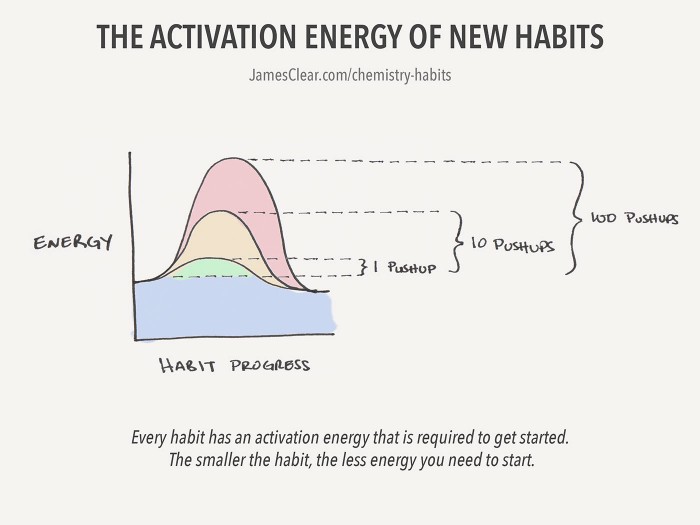 THE ACTIVATION ENERGY OF NEW HABITS
JamesClear.com/chemistry-habits
100 PUSHUPS
ENERGY
10 PUSHUPS
1 PUSHUP
HABIT PROGRESS
Every habit has an activation energy that is required to get started.
The smaller the habit, the less energy you need to start.